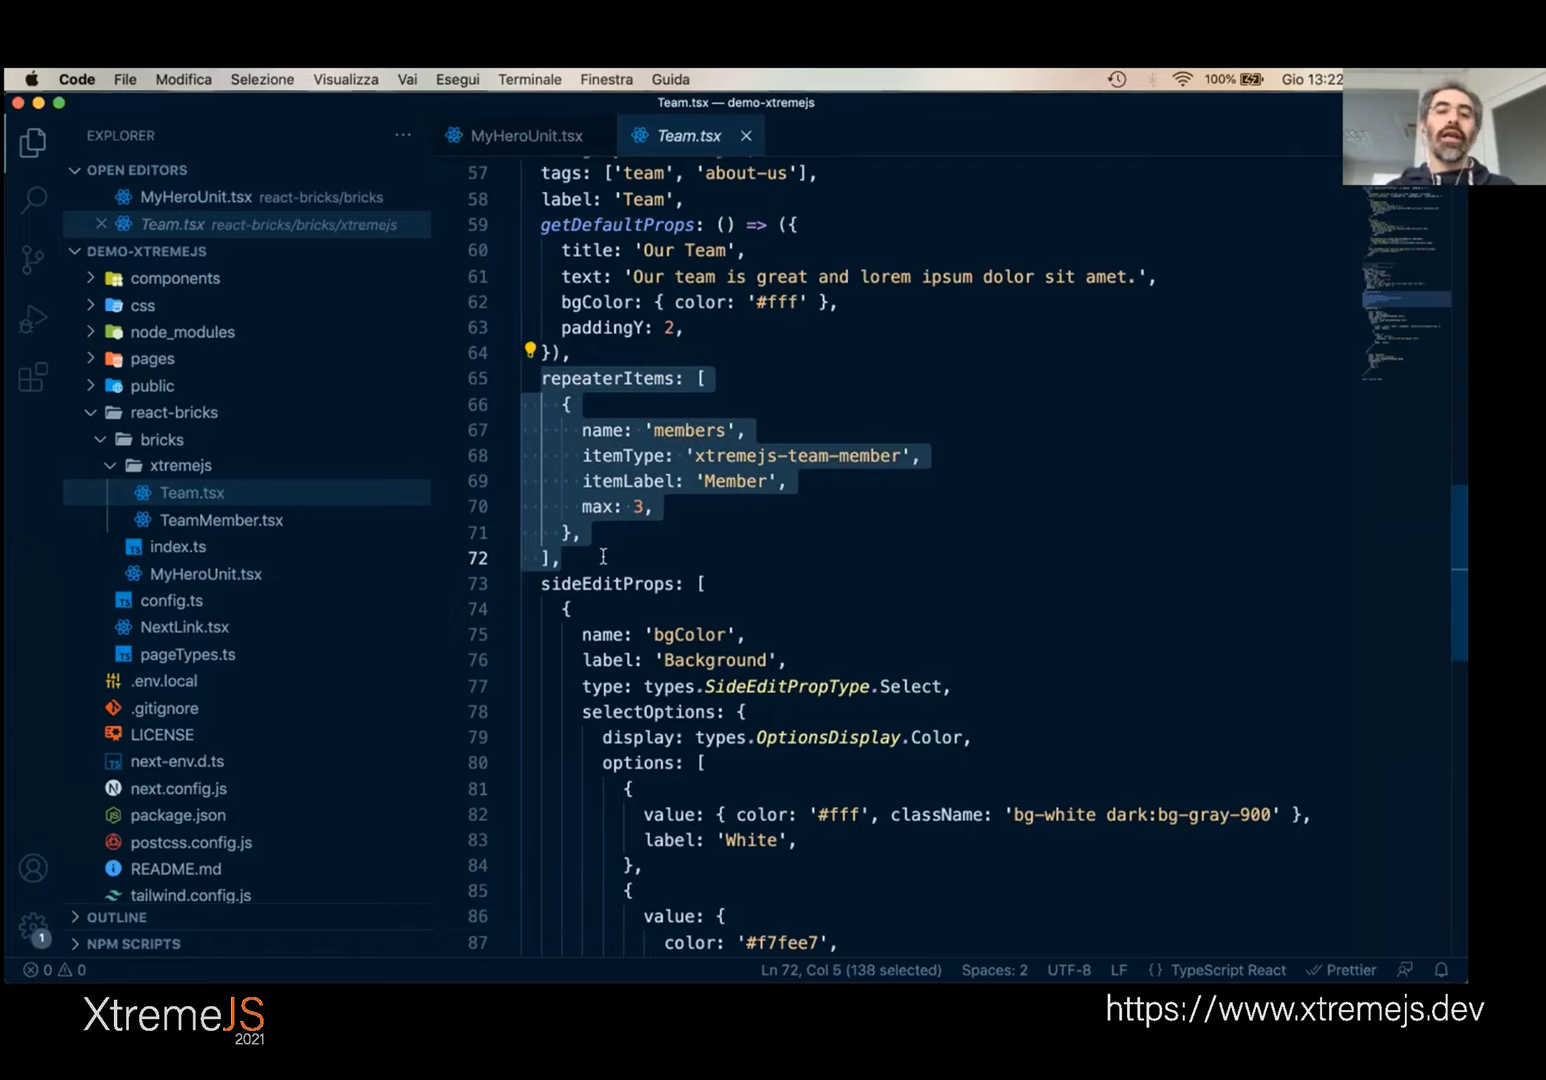 Code File Modifica Selezione Visualizza Vai Esegui Terminale Finestra Guida 100% Gio 13:22
Team.tsx — demo-xtremejs
EXPLORER ...
MyHeroUnit.tsx Team.tsx
OPEN EDITORS
MyHeroUnit.tsx react-bricks/bricks
Team.tsx react-bricks/bricks/xtremejs
DEMO-XTREMEJS
components
css
node_modules
pages
public
react-bricks
bricks
xtremejs
Team.tsx
TeamMember.tsx
index.ts
MyHeroUnit.tsx
config.ts
NextLink.tsx
pageTypes.ts
.env.local
.gitignore
LICENSE
next-env.d.ts
next.config.js
package.json
postcss.config.js
README.md
tailwind.config.js
OUTLINE
NPM SCRIPTS
57 tags: ['team', 'about-us'],
58 label: 'Team',
59 getDefaultProps: () => ({
60 title: 'Our Team',
61 text: 'Our team is great and lorem ipsum dolor sit amet.',
62 bgColor: { color: '#fff' },
63 paddingY: 2,
64 }),
65 repeaterItems: [
66 {
67 name: 'members',
68 itemType: 'xtremejs-team-member',
69 itemLabel: 'Member',
70 max: 3,
71 },
72 ],
73 sideEditProps: [
74 {
75 name: 'bgColor',
76 label: 'Background',
77 type: types.SideEditPropType.Select,
78 selectOptions: {
79 display: types.OptionsDisplay.Color,
80 options: [
81 {
82 value: { color: '#fff', className: 'bg-white dark:bg-gray-900' },
83 label: 'White',
84 },
85 {
86 value: {
87 color: '#f7fee7',
1
0 0 Ln 72, Col 5 (138 selected) Spaces: 2 UTF-8 LF {} TypeScript React Prettier
XtremeJS
2021
https://www.xtremejs.dev